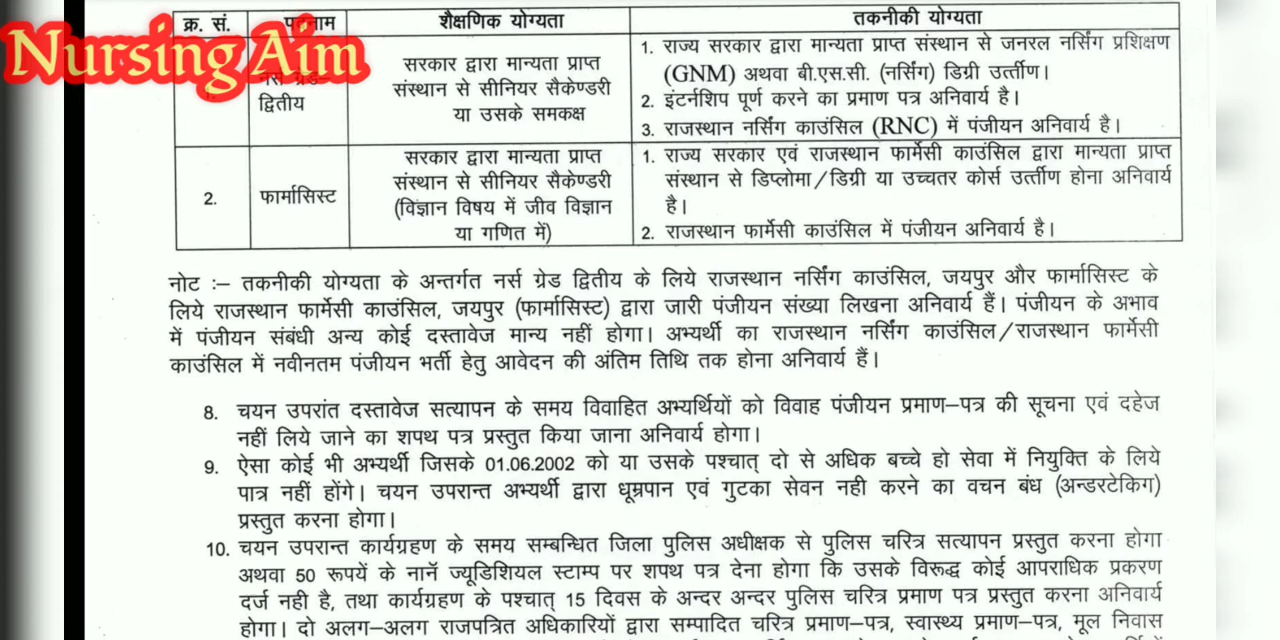 Nursing Aim
क्र. सं. पदनाम शैक्षणिक योग्यता तकनीकी योग्यता
नर्स ग्रेड–
द्वितीय
सरकार द्वारा मान्यता प्राप्त
संस्थान से सीनियर सैकेण्डरी
या उसके समकक्ष
1. राज्य सरकार द्वारा मान्यता प्राप्त संस्थान से जनरल नर्सिंग प्रशिक्षण
(GNM) अथवा बी.एस.सी. (नर्सिंग) डिग्री उर्त्तीण।
2. इंटर्नशिप पूर्ण करने का प्रमाण पत्र अनिवार्य है।
3. राजस्थान नर्सिंग काउंसिल (RNC) में पंजीयन अनिवार्य है।
2. फार्मासिस्ट
सरकार द्वारा मान्यता प्राप्त
संस्थान से सीनियर सैकेण्डरी
(विज्ञान विषय में जीव विज्ञान
या गणित में)
1. राज्य सरकार एवं राजस्थान फार्मेसी काउंसिल द्वारा मान्यता प्राप्त
संस्थान से डिप्लोमा/डिग्री या उच्चतर कोर्स उर्त्तीण होना अनिवार्य
है।
2. राजस्थान फार्मेसी काउंसिल में पंजीयन अनिवार्य है।
नोट :– तकनीकी योग्यता के अन्तर्गत नर्स ग्रेड द्वितीय के लिये राजस्थान नर्सिंग काउंसिल, जयपुर और फार्मासिस्ट के
लिये राजस्थान फार्मेसी काउंसिल, जयपुर (फार्मासिस्ट) द्वारा जारी पंजीयन संख्या लिखना अनिवार्य हैं। पंजीयन के अभाव
में पंजीयन संबंधी अन्य कोई दस्तावेज मान्य नहीं होगा। अभ्यर्थी का राजस्थान नर्सिंग काउंसिल/राजस्थान फार्मेसी
काउंसिल में नवीनतम पंजीयन भर्ती हेतु आवेदन की अंतिम तिथि तक होना अनिवार्य हैं।
8. चयन उपरांत दस्तावेज सत्यापन के समय विवाहित अभ्यर्थियों को विवाह पंजीयन प्रमाण–पत्र की सूचना एवं दहेज
नहीं लिये जाने का शपथ पत्र प्रस्तुत किया जाना अनिवार्य होगा।
9. ऐसा कोई भी अभ्यर्थी जिसके 01.06.2002 को या उसके पश्चात् दो से अधिक बच्चे हो सेवा में नियुक्ति के लिये
पात्र नहीं होंगे। चयन उपरान्त अभ्यर्थी द्वारा धूम्रपान एवं गुटका सेवन नही करने का वचन बंध (अन्डरटेकिग)
प्रस्तुत करना होगा।
10. चयन उपरान्त कार्यग्रहण के समय सम्बन्धित जिला पुलिस अधीक्षक से पुलिस चरित्र सत्यापन प्रस्तुत करना होगा
अथवा 50 रूपयें के नानॅ ज्यूडिशियल स्टाम्प पर शपथ पत्र देना होगा कि उसके विरूद्ध कोई आपराधिक प्रकरण
दर्ज नही है, तथा कार्यग्रहण के पश्चात् 15 दिवस के अन्दर अन्दर पुलिस चरित्र प्रमाण पत्र प्रस्तुत करना अनिवार्य
होगा। दो अलग–अलग राजपत्रित अधिकारियों द्वारा सम्पादित चरित्र प्रमाण–पत्र, स्वास्थ्य प्रमाण–पत्र, मूल निवास